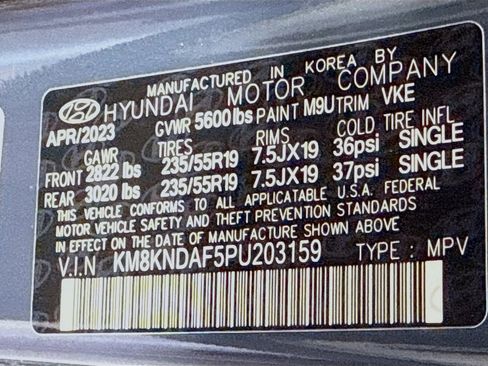 MANUFACTURED IN KOREA BY
HYUNDAI MOTOR COMPANY
APR/2023 GVWR 5600lbs PAINT M9U TRIM VKE
GAWR TIRES RIMS COLD TIRE INFL.
FRONT 2822 lbs 235/55R19 7.5JX19 36psi SINGLE
REAR 3020 lbs 235/55R19 7.5JX19 37psi SINGLE
THIS VEHICLE CONFORMS TO ALL APPLICATABLE U.S.A. FEDERAL
MOTOR VEHICLE SAFETY AND THEFT PREVENTION STANDARDS
IN EFFECT ON THE DATE OF MANUFACTURE SHOWN ABOVE
V.I.N KM8KNDAF5PU203159 TYPE : MPV